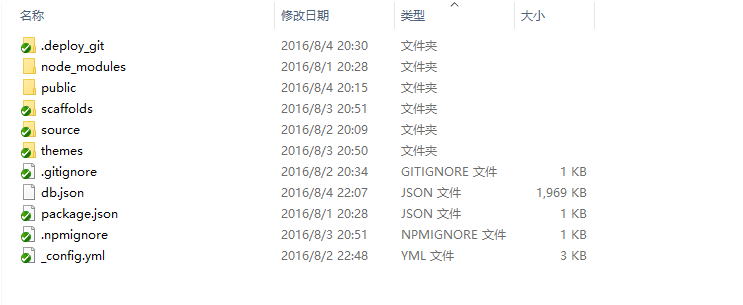 名称 修改日期 类型 大小
.deploy_git 2016/8/4 20:30 文件夹
node_modules 2016/8/1 20:28 文件夹
public 2016/8/4 20:15 文件夹
scaffolds 2016/8/3 20:51 文件夹
source 2016/8/2 20:09 文件夹
themes 2016/8/3 20:50 文件夹
.gitignore 2016/8/2 20:34 GITIGNORE 文件 1 KB
db.json 2016/8/4 22:07 JSON 文件 1,969 KB
package.json 2016/8/1 20:28 JSON 文件 1 KB
.npmignore 2016/8/3 20:51 NPMIGNORE 文件 1 KB
_config.yml 2016/8/2 22:48 YML 文件 3 KB